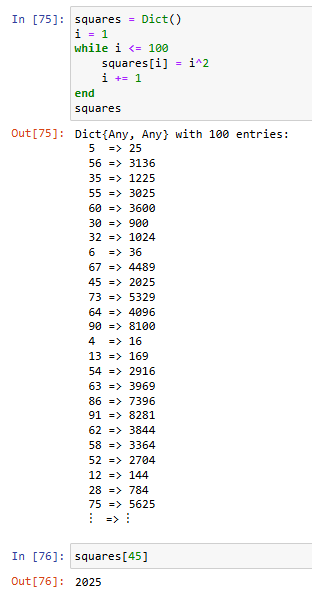 In [75]: squares = Dict()
i = 1
while i <= 100
    squares[i] = i^2
    i += 1
end
squares
Out[75]: Dict{Any, Any} with 100 entries:
  5  => 25
  56 => 3136
  35 => 1225
  55 => 3025
  60 => 3600
  30 => 900
  32 => 1024
  6  => 36
  67 => 4489
  45 => 2025
  73 => 5329
  64 => 4096
  90 => 8100
  4  => 16
  13 => 169
  54 => 2916
  63 => 3969
  86 => 7396
  91 => 8281
  62 => 3844
  58 => 3364
  52 => 2704
  12 => 144
  28 => 784
  75 => 5625
  ⋮  => ⋮
In [76]: squares[45]
Out[76]: 2025